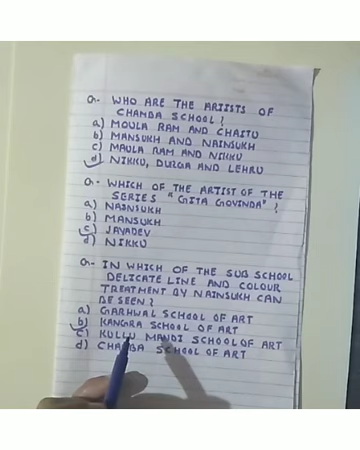 Q- WHO ARE THE ARTISTS OF
CHAMBA SCHOOL?
a) MOULA RAM AND CHAITU
b) MANSUKH AND NAINSUKH
c) MAULA RAM AND NIKKU
d) NIKKU, DURGA AND LEHRU
Q- WHICH OF THE ARTIST OF THE
SERIES "GITA GOVINDA"?
a) NAINSUKH
b) MANSUKH
c) JAYADEV
d) NIKKU
Q- IN WHICH OF THE SUB SCHOOL
DELICATE LINE AND COLOUR
TREATMENT BY NAINSUKH CAN
BE SEEN?
a) GARHWAL SCHOOL OF ART
b) KANGRA SCHOOL OF ART
c) KULLU MANDI SCHOOL OF ART
d) CHAMBA SCHOOL OF ART